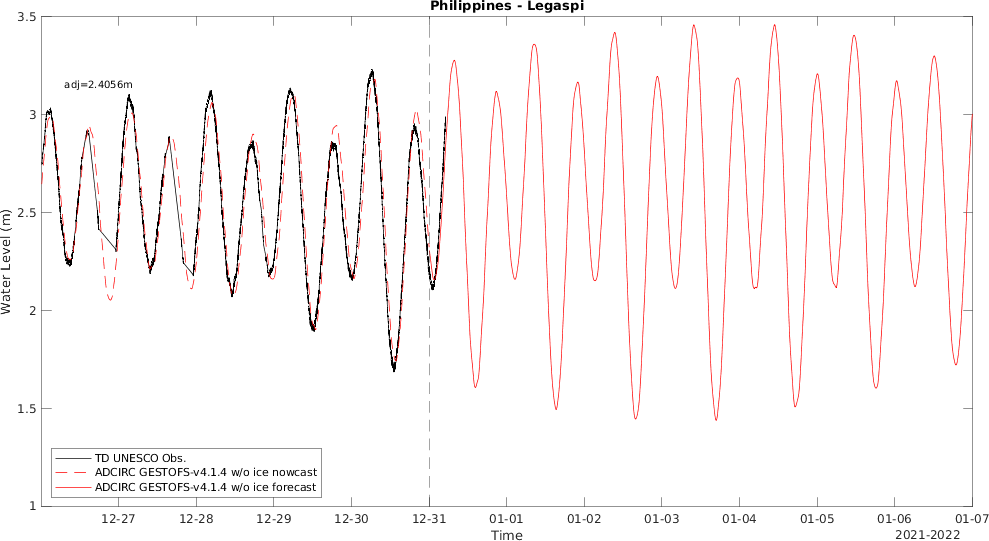 Philippines - Legaspi
adj=2.4056m
3.5
3
2.5
2
1.5
1
Water Level (m)
TD UNESCO Obs.
ADCIRC GESTOFS-v4.1.4 w/o ice nowcast
ADCIRC GESTOFS-v4.1.4 w/o ice forecast
12-27 12-28 12-29 12-30 12-31 01-01 01-02 01-03 01-04 01-05 01-06 01-07
Time
2021-2022